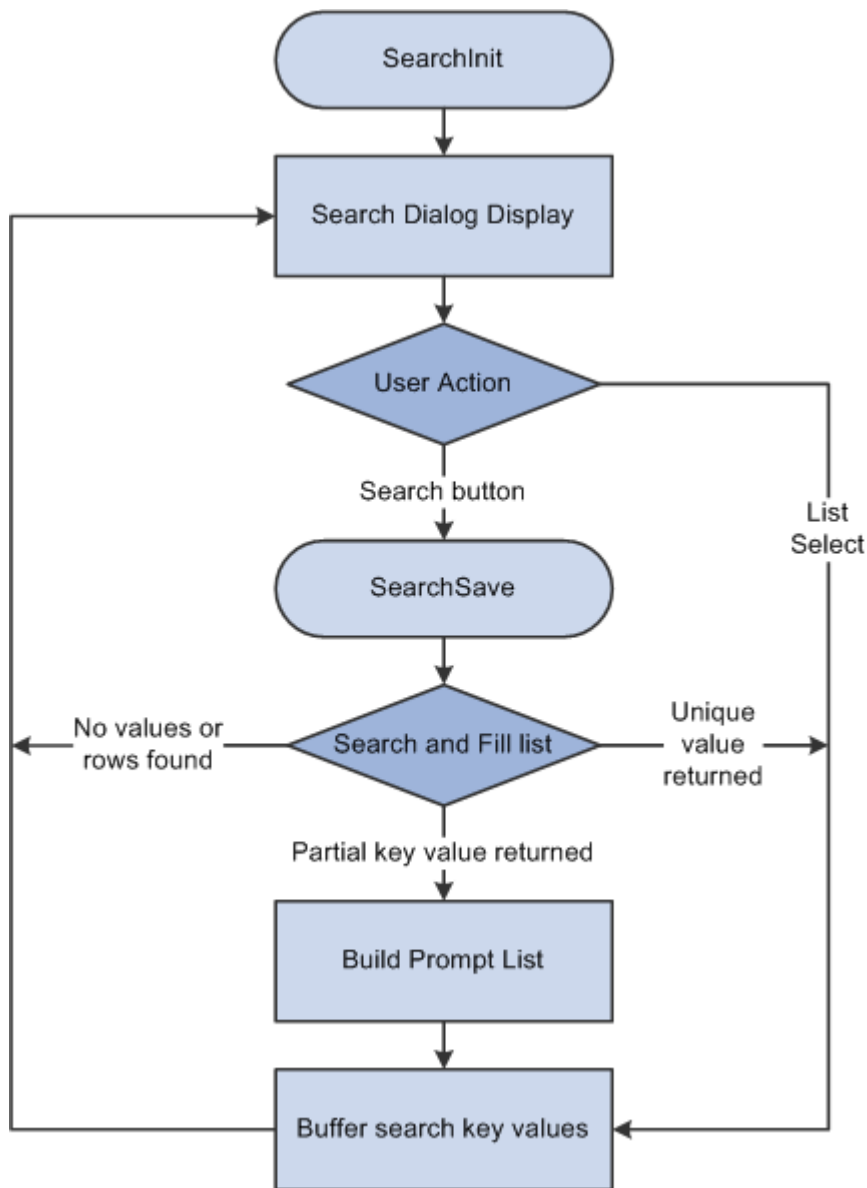 SearchInit
Search Dialog Display
User Action
Search button
List
Select
SearchSave
No values or
rows found
Search and Fill list
Unique
value
returned
Partial key value returned
Build Prompt List
Buffer search key values